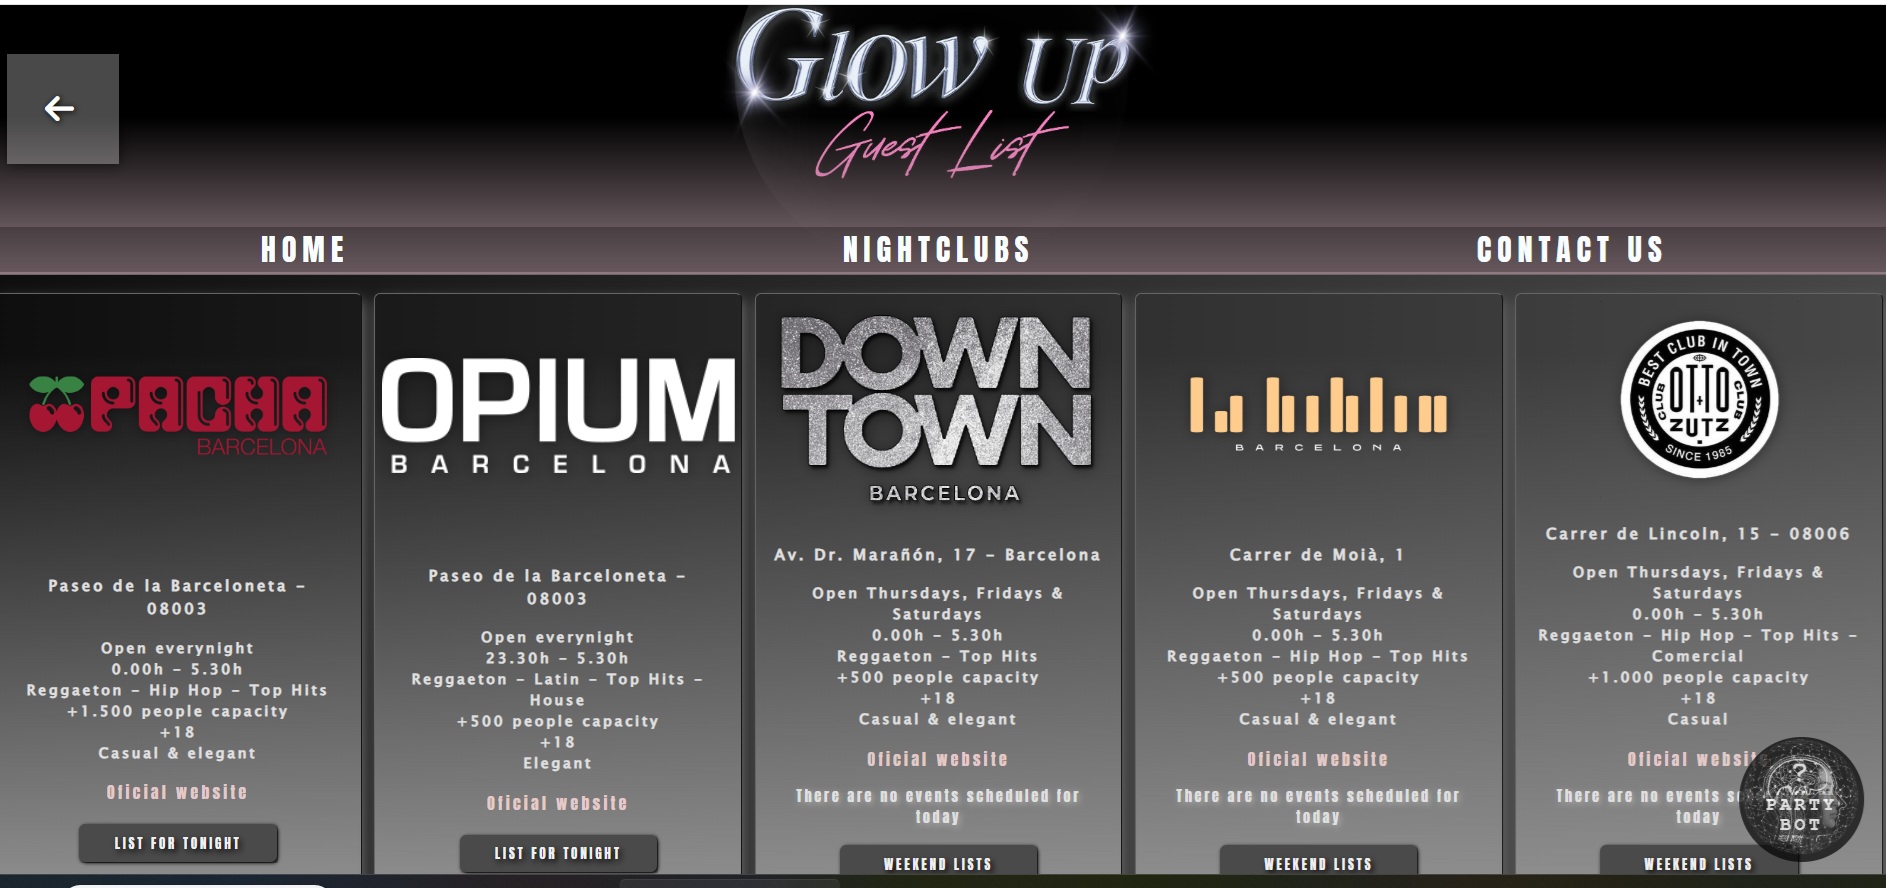 Glow up
Guest List
HOME
NIGHTCLUBS
CONTACT US
PACHA
BARCELONA
Paseo de la Barceloneta –
08003
Open everynight
0.00h – 5.30h
Reggaeton – Hip Hop – Top Hits
+1.500 people capacity
+18
Casual & elegant
Oficial website
LIST FOR TONIGHT
OPIUM
BARCELONA
Paseo de la Barceloneta –
08003
Open everynight
23.30h – 5.30h
Reggaeton – Latin – Top Hits –
House
+500 people capacity
+18
Elegant
Oficial website
LIST FOR TONIGHT
DOWN
TOWN
BARCELONA
Av. Dr. Marañón, 17 – Barcelona
Open Thursdays, Fridays &
Saturdays
0.00h – 5.30h
Reggaeton – Top Hits
+500 people capacity
+18
Casual & elegant
Oficial website
There are no events scheduled for
today
WEEKEND LISTS
BARCELONA
Carrer de Moià, 1
Open Thursdays, Fridays &
Saturdays
0.00h – 5.30h
Reggaeton – Hip Hop – Top Hits
+500 people capacity
+18
Casual & elegant
Oficial website
There are no events scheduled for
today
WEEKEND LISTS
BEST CLUB IN TOWN
CLUB
OTTO
ZUTZ
CLUB
SINCE 1985
Carrer de Lincoln, 15 – 08006
Open Thursdays, Fridays &
Saturdays
0.00h – 5.30h
Reggaeton – Hip Hop – Top Hits –
Comercial
+1.000 people capacity
+18
Casual
Oficial
There are no events
today
WEEKEND LISTS
?
PARTY
BOT